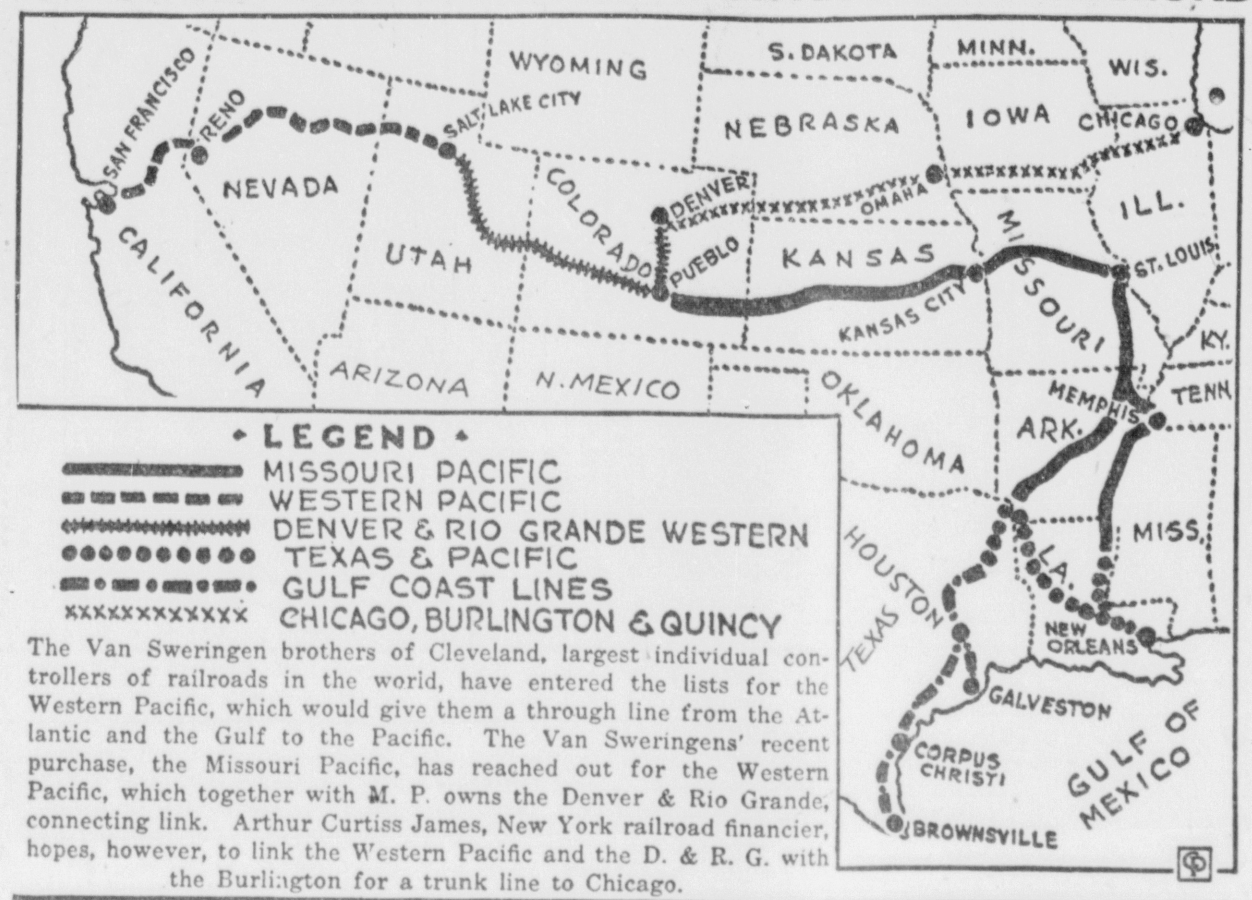 WYOMING
S. DAKOTA
MINN.
WIS.
SAN FRANCISCO
RENO
SALT LAKE CITY
NEBRASKA
IOWA
CHICAGO
NEVADA
COLORADO
DENVER
OMAHA
ILL.
CALIFORNIA
UTAH
PUEBLO
KANSAS
MISSOURI
ST. LOUIS
KANSAS CITY
KY.
ARIZONA
N. MEXICO
OKLAHOMA
MEMPHIS
TENN
ARK.
• LEGEND •
MISSOURI PACIFIC
WESTERN PACIFIC
DENVER & RIO GRANDE WESTERN
TEXAS & PACIFIC
GULF COAST LINES
CHICAGO, BURLINGTON & QUINCY
MISS.
LA.
HOUSTON
TEXAS
NEW
ORLEANS
GALVESTON
CORPUS
CHRISTI
BROWNSVILLE
GULF OF
MEXICO
CP
The Van Sweringen brothers of Cleveland, largest individual con-
trollers of railroads in the world, have entered the lists for the
Western Pacific, which would give them a through line from the At-
lantic and the Gulf to the Pacific. The Van Sweringens' recent
purchase, the Missouri Pacific, has reached out for the Western
Pacific, which together with M. P. owns the Denver & Rio Grande,
connecting link. Arthur Curtiss James, New York railroad financier,
hopes, however, to link the Western Pacific and the D. & R. G. with
the Burlington for a trunk line to Chicago.